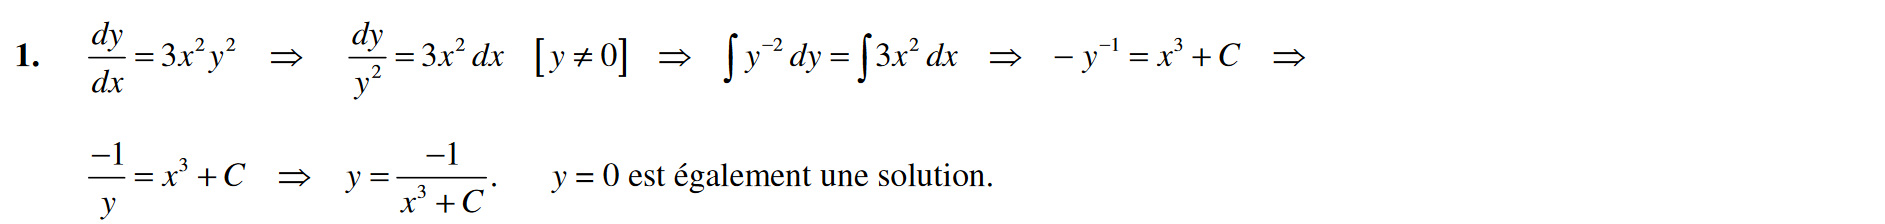 1. dy/dx = 3x²y² ⇒ dy/y² = 3x² dx [y ≠ 0] ⇒ ∫ y⁻² dy = ∫ 3x² dx ⇒ − y⁻¹ = x³ + C ⇒
−1/y = x³ + C ⇒ y = −1/(x³ + C). y = 0 est également une solution.